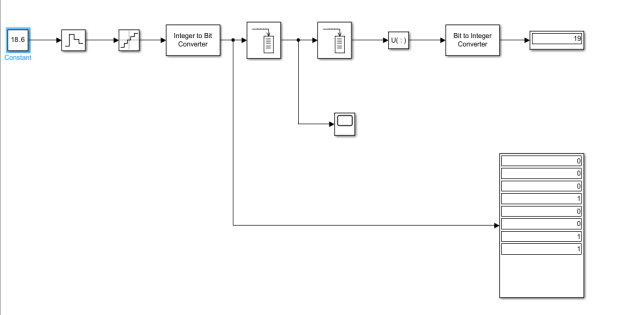 18.6
Constant
Integer to Bit
Converter
U( : )
Bit to Integer
Converter
19
0
0
0
1
0
0
1
1